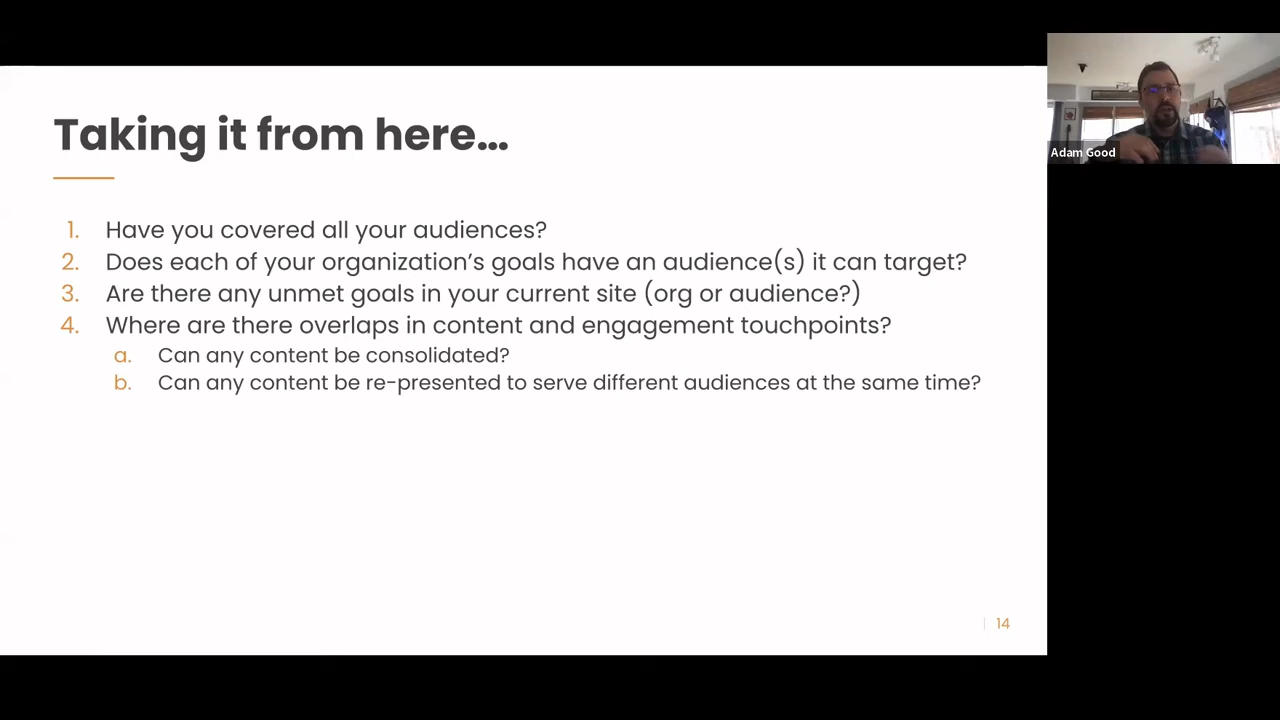 Taking it from here…
1. Have you covered all your audiences?
2. Does each of your organization’s goals have an audience(s) it can target?
3. Are there any unmet goals in your current site (org or audience?)
4. Where are there overlaps in content and engagement touchpoints?
a. Can any content be consolidated?
b. Can any content be re-presented to serve different audiences at the same time?
14
Adam Good